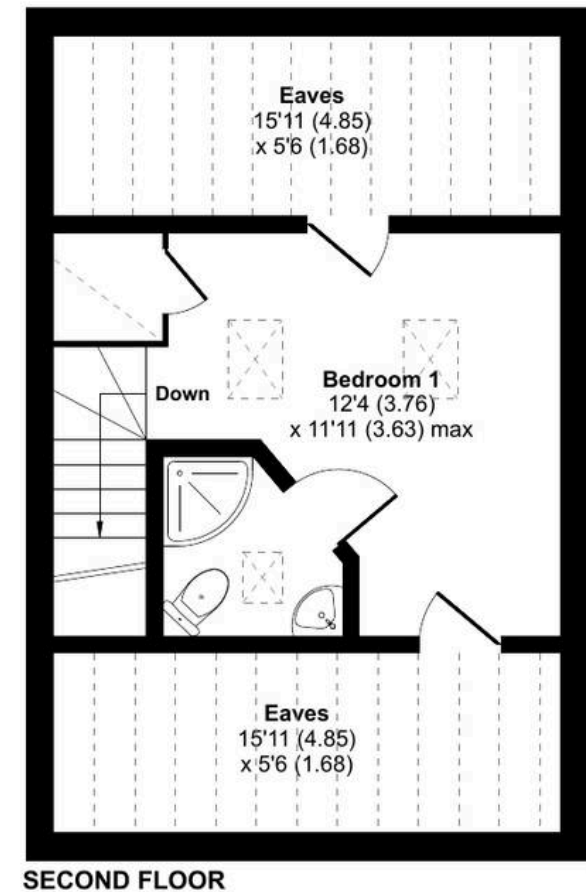 Eaves
15'11 (4.85)
x 5'6 (1.68)
Bedroom 1
12'4 (3.76)
x 11'11 (3.63) max
Down
Eaves
15'11 (4.85)
x 5'6 (1.68)
SECOND FLOOR